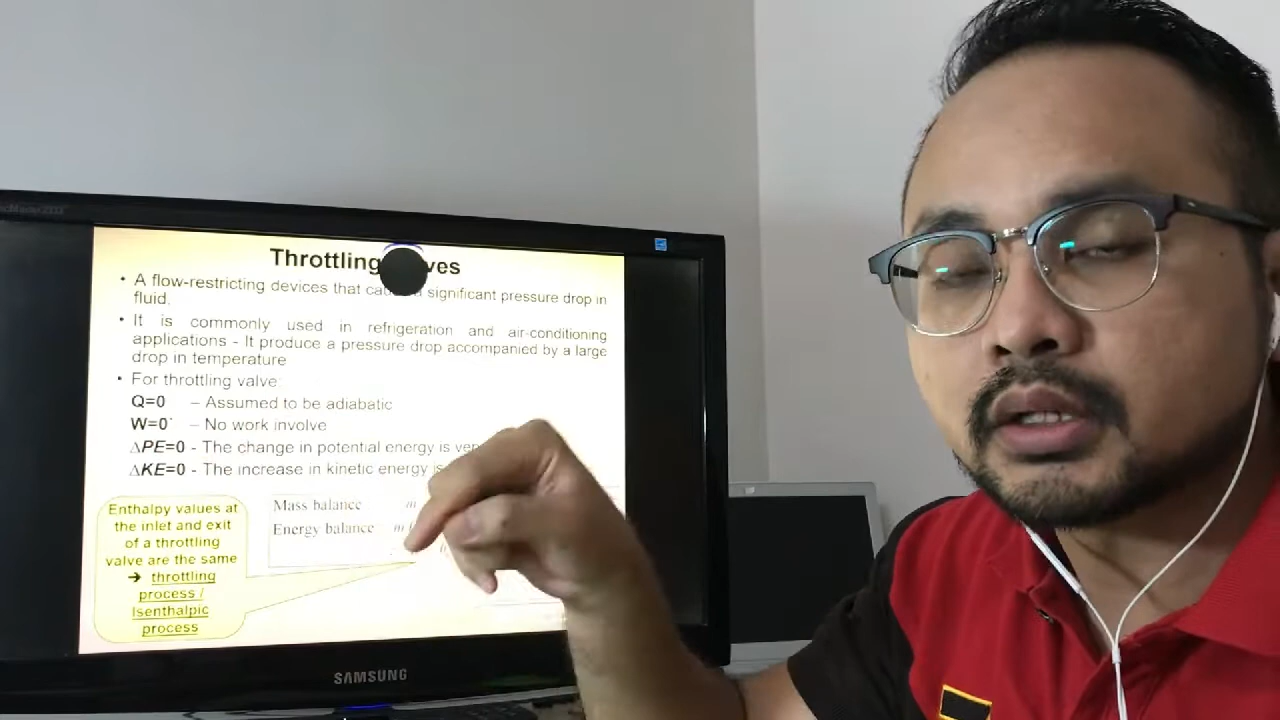 Throttling ves
• A flow-restricting devices that significant pressure drop in
fluid.
• It is commonly used in refrigeration and air-conditioning
applications - It produce a pressure drop accompanied by a large
drop in temperature
• For throttling valve:
Q=0 – Assumed to be adiabatic
W=0 – No work involve
∆PE=0 - The change in potential energy is
∆KE=0 - The increase in kinetic energy
Mass balance
Energy balance
Enthalpy values at
the inlet and exit
of a throttling
valve are the same
➔ throttling
process /
Isenthalpic
process
SAMSUNG